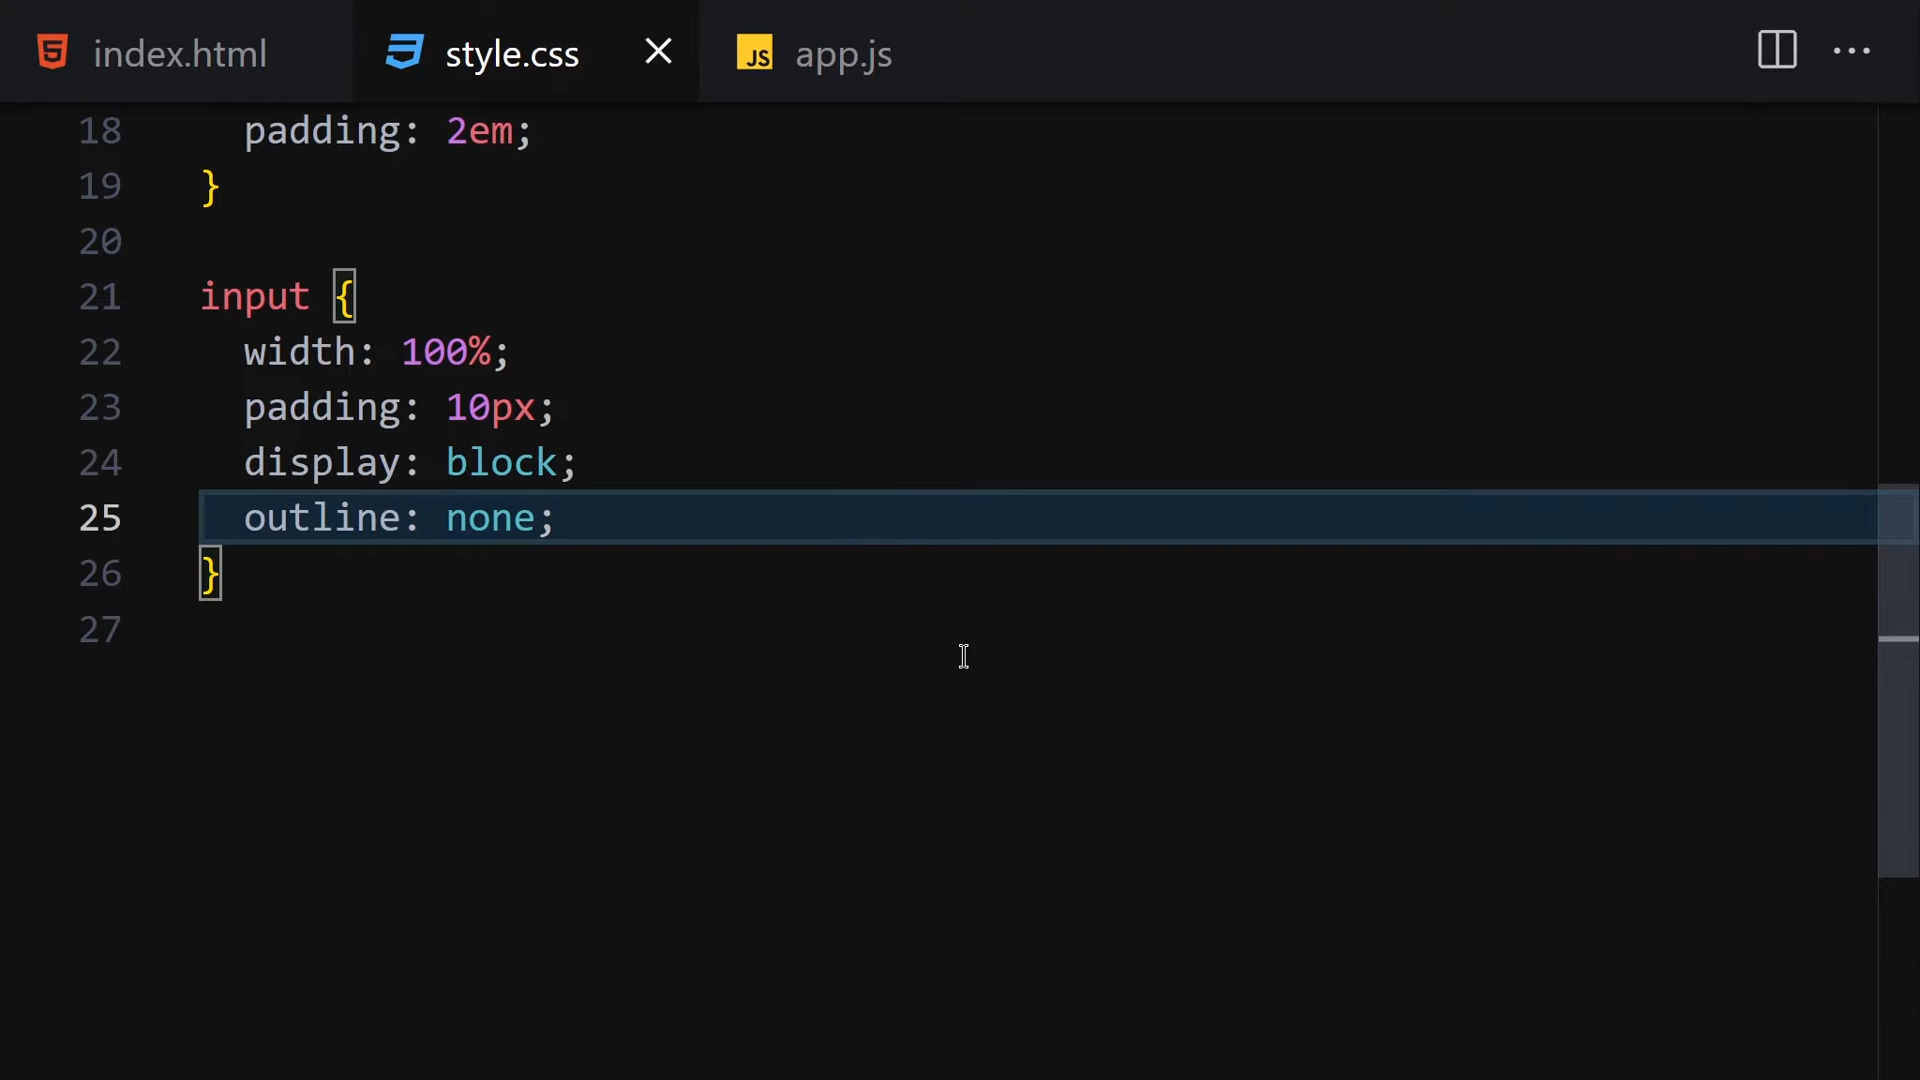 index.html style.css app.js
18 padding: 2em;
19 }
20
21 input {
22 width: 100%;
23 padding: 10px;
24 display: block;
25 outline: none;
26 }
27